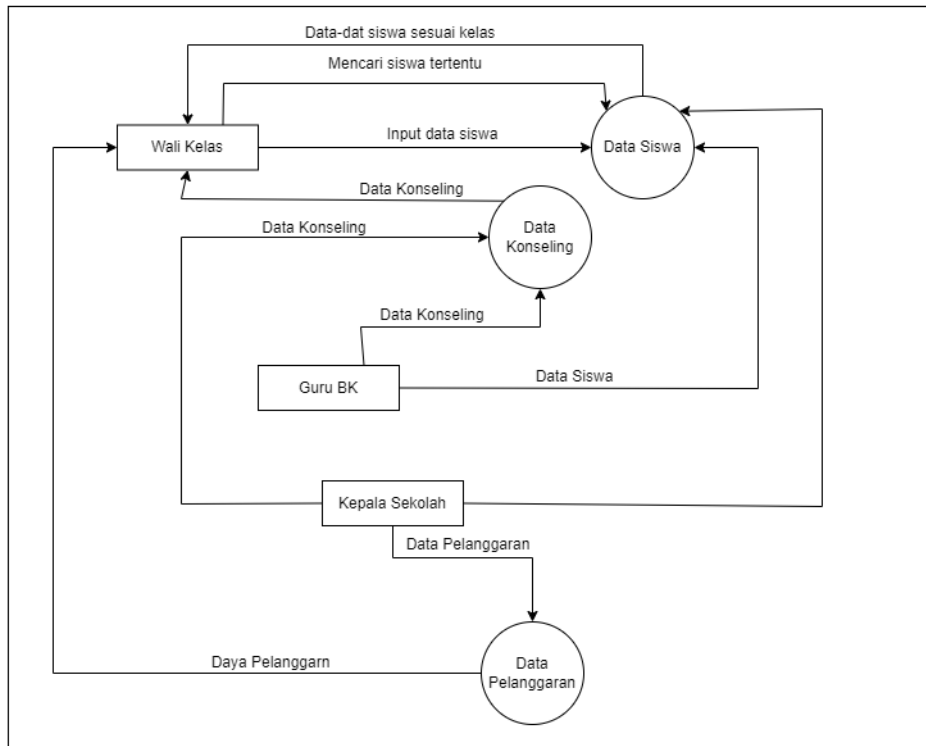 Data-dat siswa sesuai kelas
Mencari siswa tertentu
Wali Kelas
Input data siswa
Data Siswa
Data Konseling
Data Konseling
Data
Konseling
Data Konseling
Guru BK
Data Siswa
Kepala Sekolah
Data Pelanggaran
Daya Pelanggarn
Data
Pelanggaran